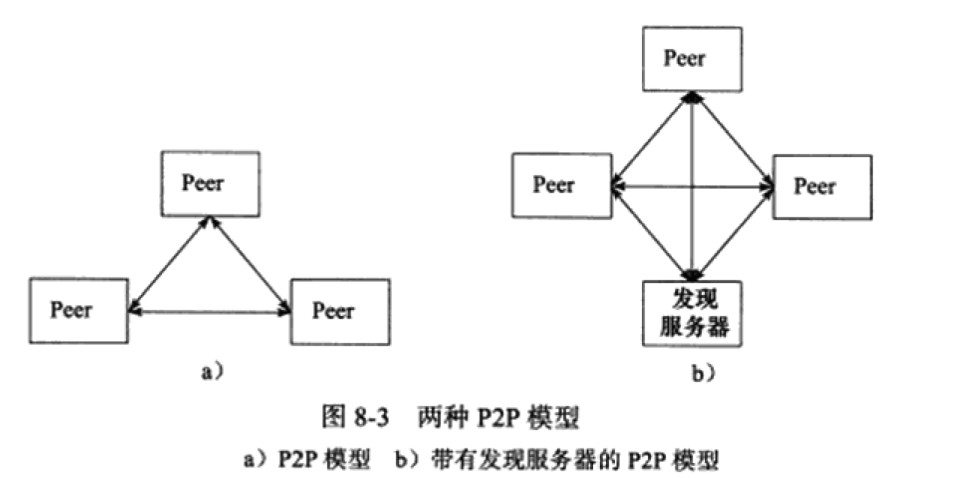 Peer
Peer Peer
a）
Peer
Peer Peer
发现
服务器
b）
图 8-3 两种 P2P 模型
a）P2P 模型 b）带有发现服务器的 P2P 模型